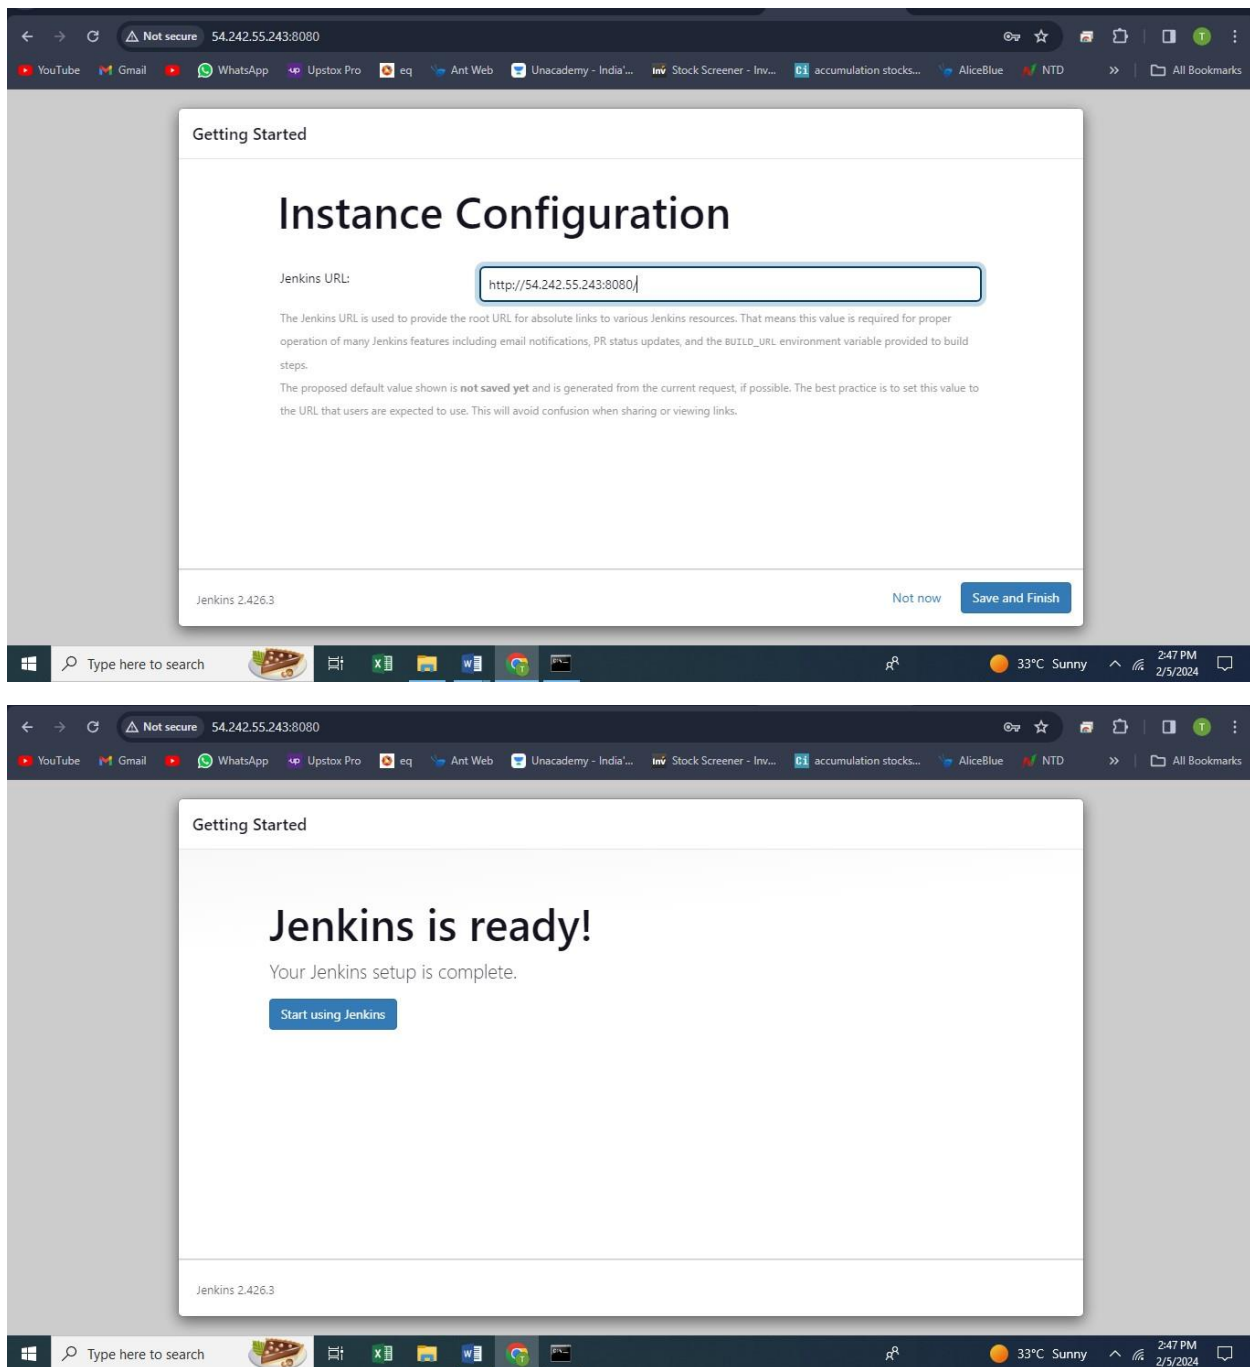 Not secure 54.242.55.243:8080
YouTube Gmail WhatsApp Upstox Pro eq Ant Web Unacademy - India'... Inv Stock Screener - Inv... Ci accumulation stocks... AliceBlue NTD » All Bookmarks
Getting Started
Instance Configuration
Jenkins URL: http://54.242.55.243:8080/
The Jenkins URL is used to provide the root URL for absolute links to various Jenkins resources. That means this value is required for proper
operation of many Jenkins features including email notifications, PR status updates, and the BUILD_URL environment variable provided to build
steps.
The proposed default value shown is not saved yet and is generated from the current request, if possible. The best practice is to set this value to
the URL that users are expected to use. This will avoid confusion when sharing or viewing links.
Jenkins 2.426.3 Not now Save and Finish
Type here to search 33°C Sunny 2:47 PM
2/5/2024
Not secure 54.242.55.243:8080
YouTube Gmail WhatsApp Upstox Pro eq Ant Web Unacademy - India'... Inv Stock Screener - Inv... Ci accumulation stocks... AliceBlue NTD » All Bookmarks
Getting Started
Jenkins is ready!
Your Jenkins setup is complete.
Start using Jenkins
Jenkins 2.426.3
Type here to search 33°C Sunny 2:47 PM
2/5/2024